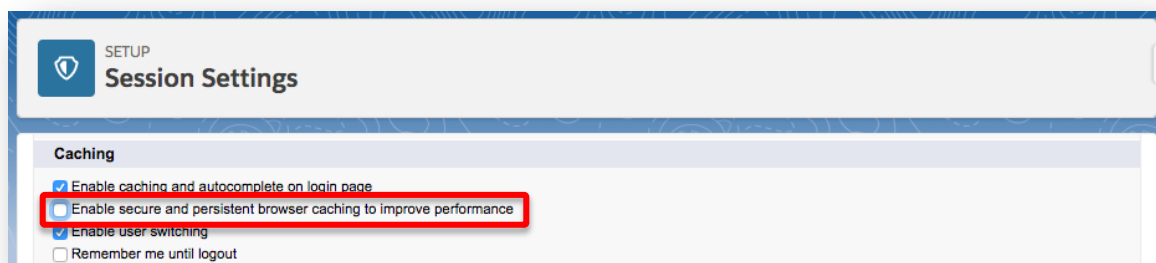 SETUP
Session Settings
Caching
Enable caching and autocomplete on login page
Enable secure and persistent browser caching to improve performance
Enable user switching
Remember me until logout